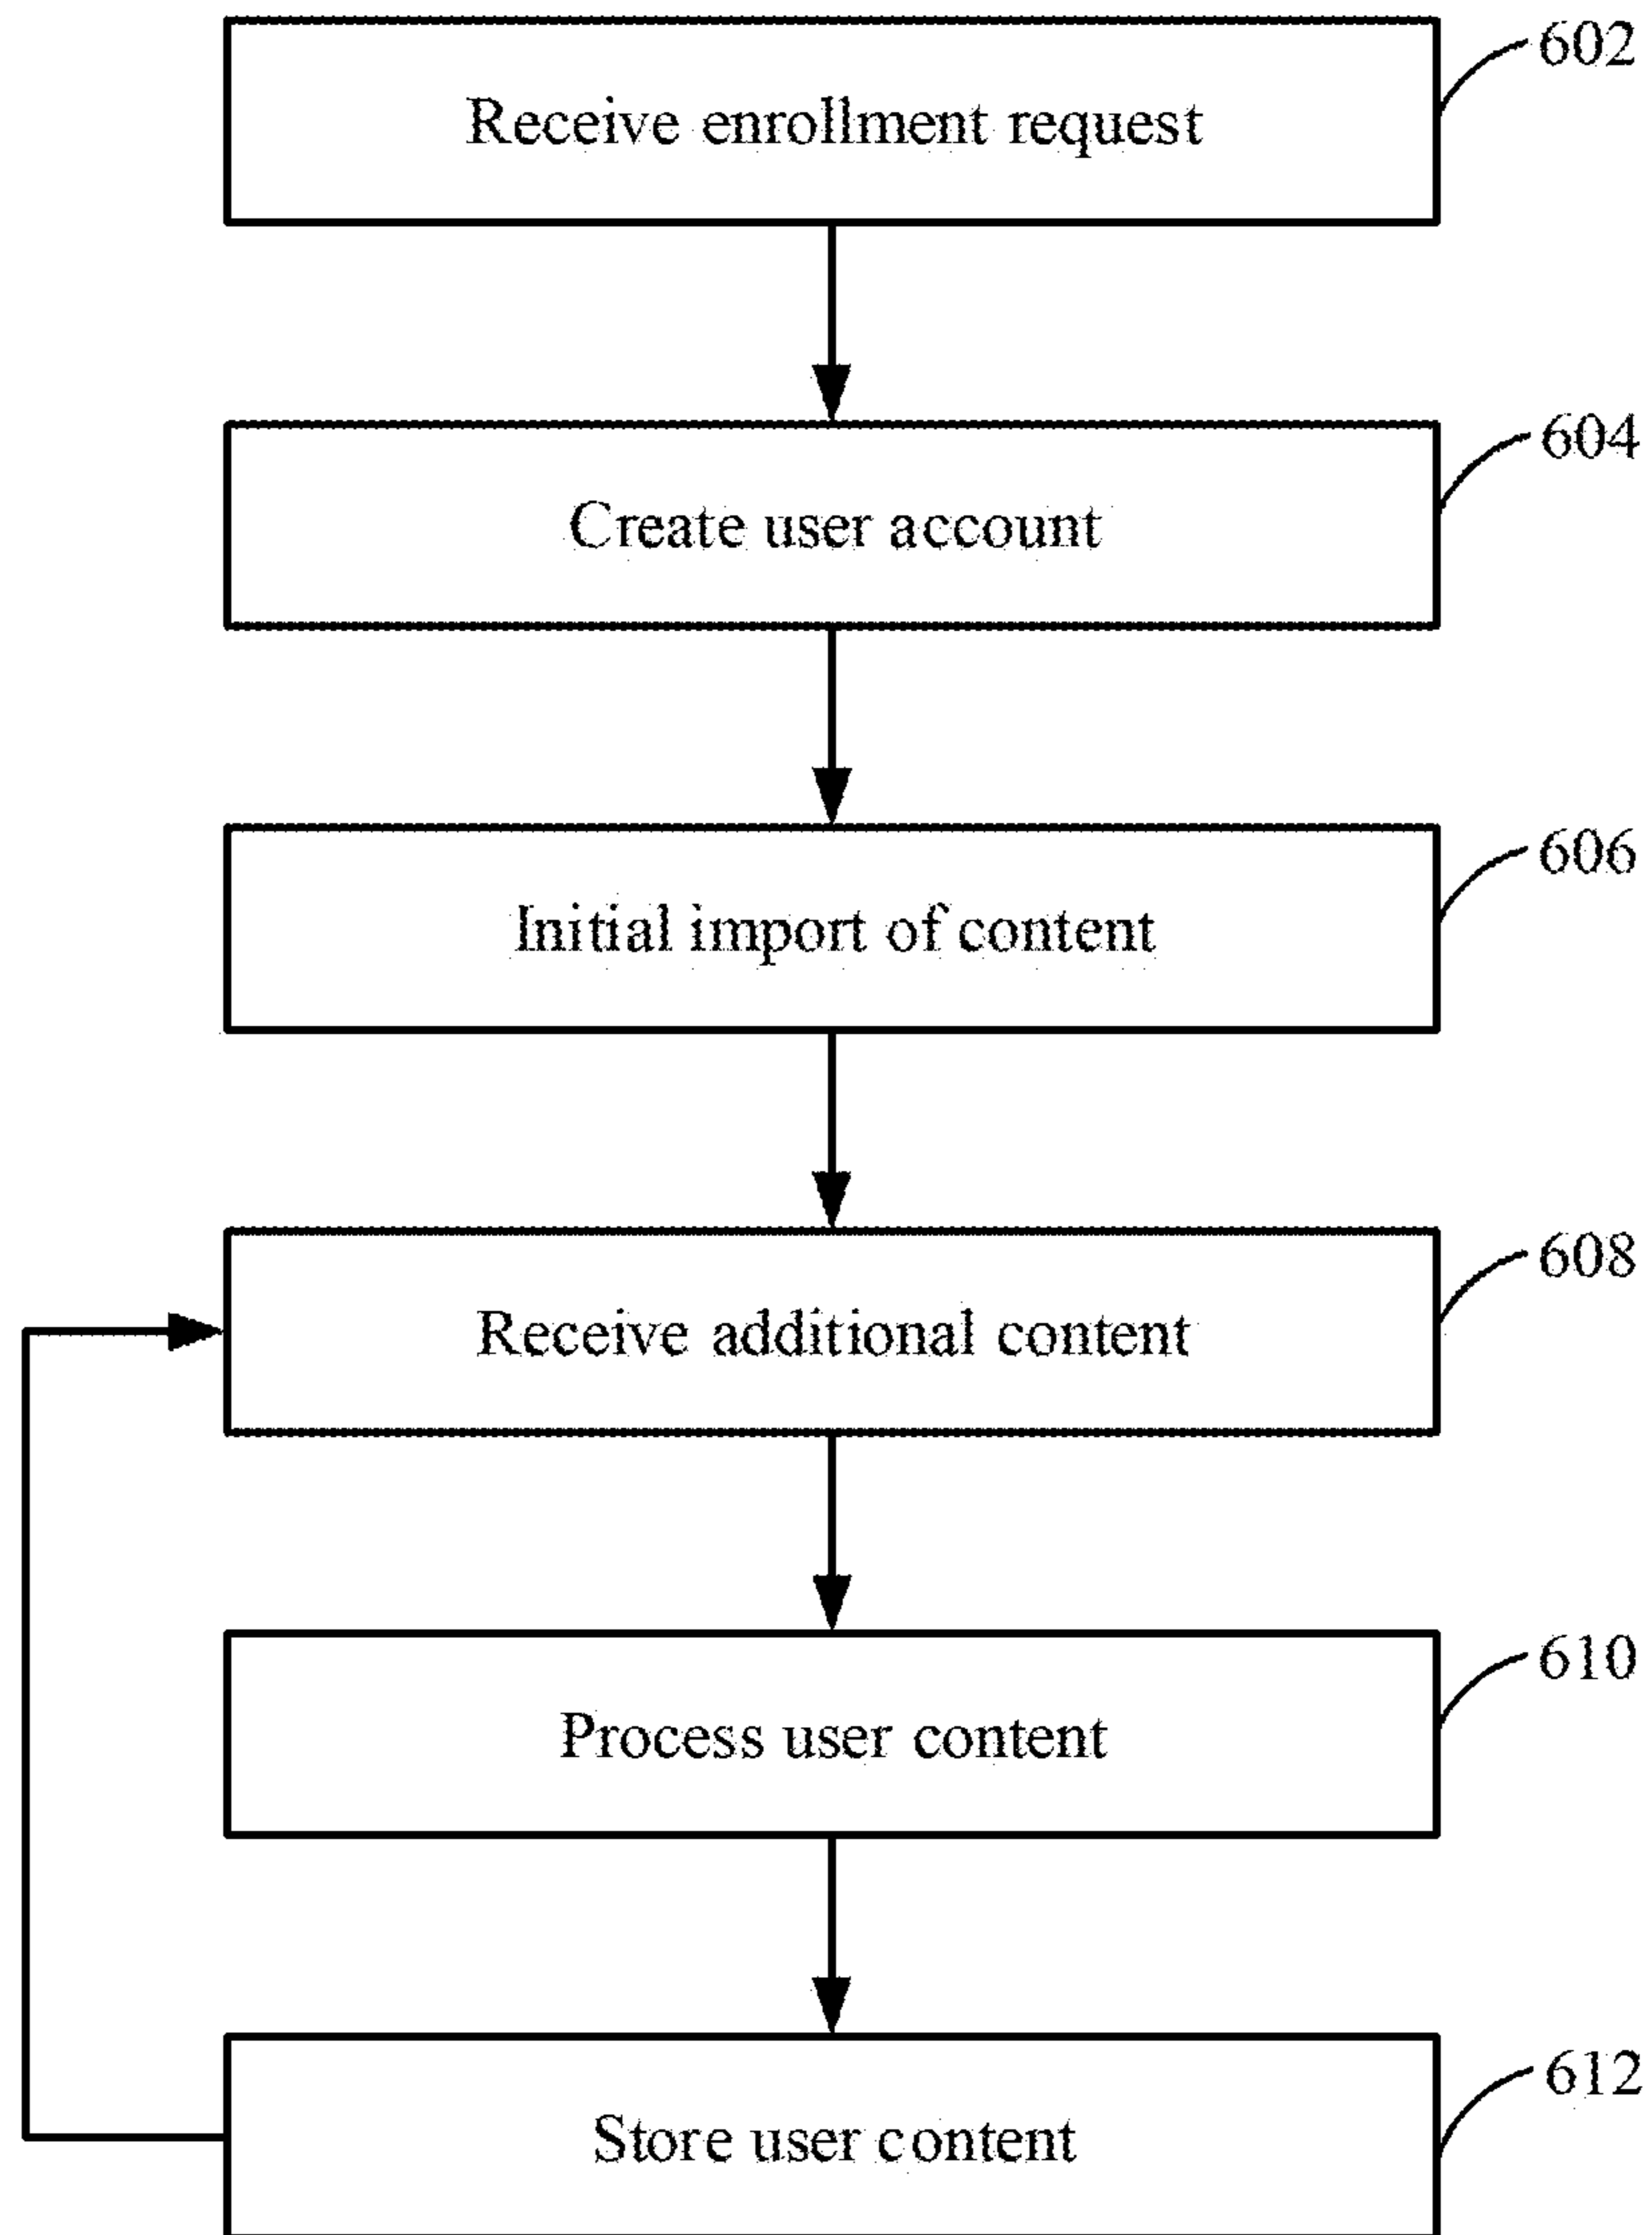 602
Receive enrollment request
604
Create user account
606
Initial import of content
608
Receive additional content
610
Process user content
612
Store user content